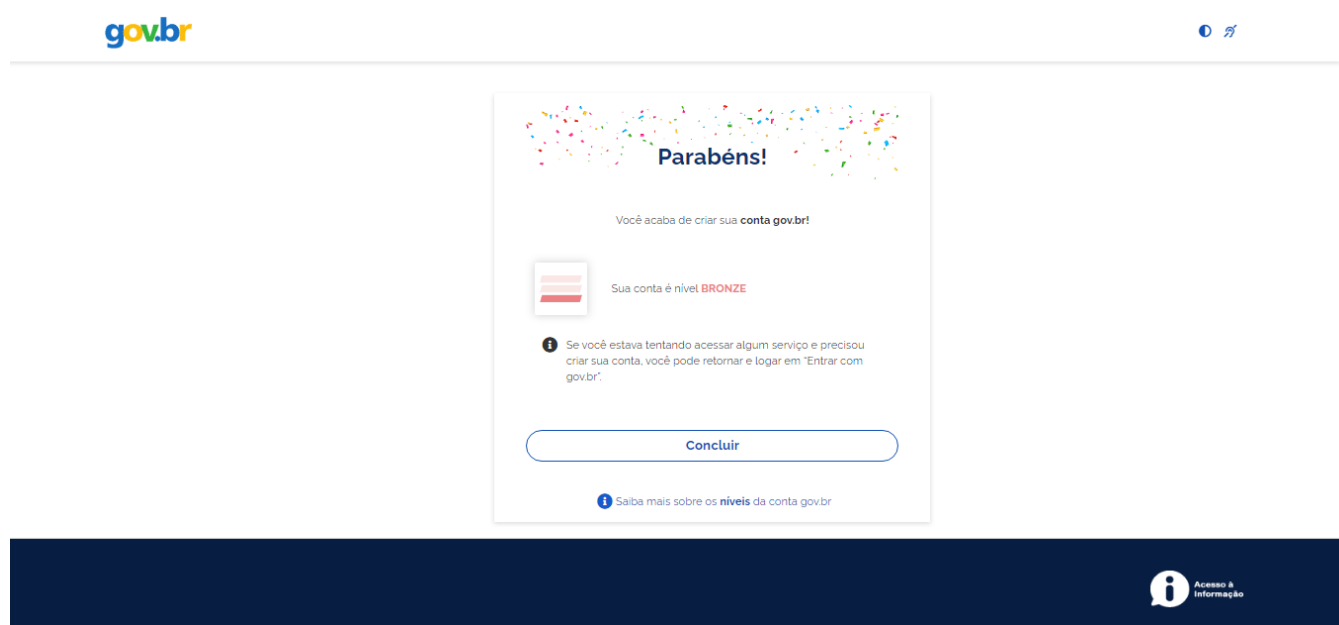 gov.br
Parabéns!
Você acaba de criar sua conta gov.br!
Sua conta é nível BRONZE
Se você estava tentando acessar algum serviço e precisou
criar sua conta, você pode retornar e logar em “Entrar com
gov.br”.
Concluir
Saiba mais sobre os níveis da conta gov.br
Acesso à
Informação